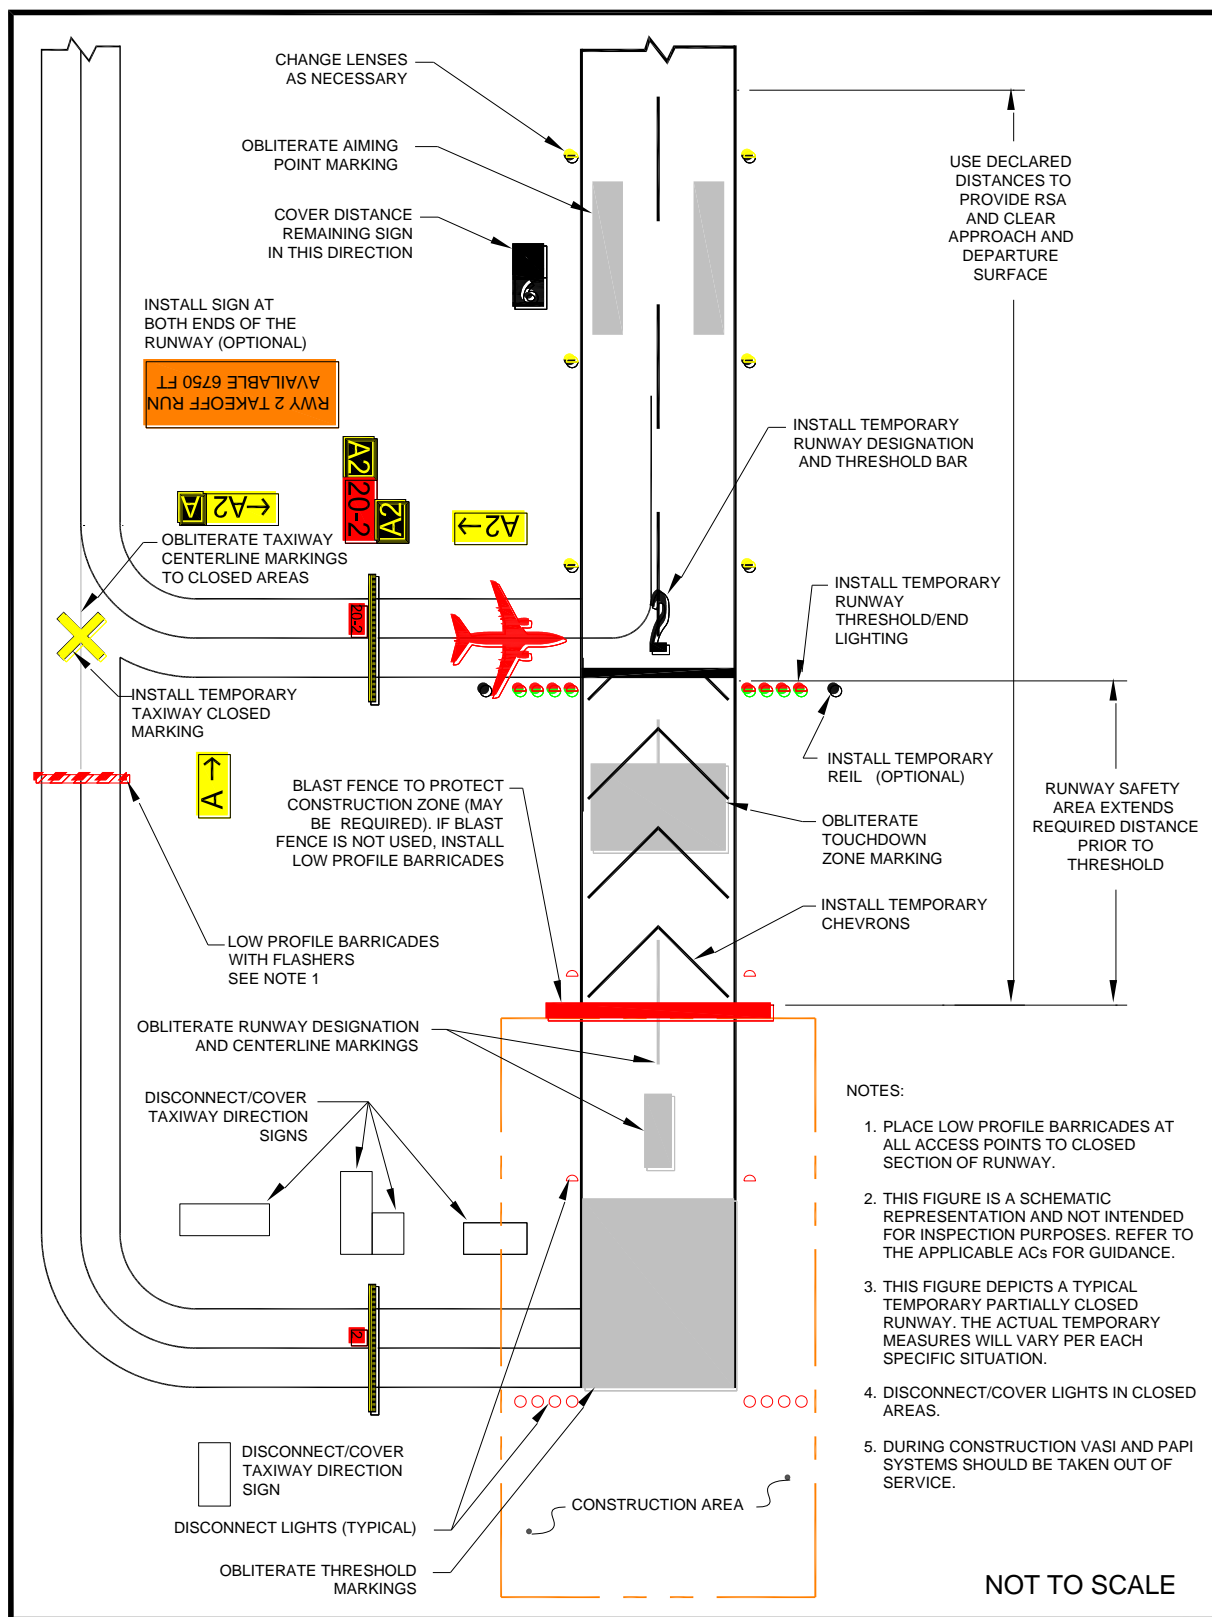 CHANGE LENSES
AS NECESSARY
OBLITERATE AIMING
POINT MARKING
COVER DISTANCE
REMAINING SIGN
IN THIS DIRECTION
6
INSTALL SIGN AT
BOTH ENDS OF THE
RUNWAY (OPTIONAL)
RWY 2 TAKEOFF RUN
AVAILABLE 6750 FT
USE DECLARED
DISTANCES TO
PROVIDE RSA
AND CLEAR
APPROACH AND
DEPARTURE
SURFACE
INSTALL TEMPORARY
RUNWAY DESIGNATION
AND THRESHOLD BAR
A2
20-2
A2
A
←A2
A2→
OBLITERATE TAXIWAY
CENTERLINE MARKINGS
TO CLOSED AREAS
20-2
2
INSTALL TEMPORARY
RUNWAY
THRESHOLD/END
LIGHTING
INSTALL TEMPORARY
TAXIWAY CLOSED
MARKING
A→
INSTALL TEMPORARY
REIL (OPTIONAL)
BLAST FENCE TO PROTECT
CONSTRUCTION ZONE (MAY
BE REQUIRED). IF BLAST
FENCE IS NOT USED, INSTALL
LOW PROFILE BARRICADES
OBLITERATE
TOUCHDOWN
ZONE MARKING
RUNWAY SAFETY
AREA EXTENDS
REQUIRED DISTANCE
PRIOR TO
THRESHOLD
INSTALL TEMPORARY
CHEVRONS
LOW PROFILE BARRICADES
WITH FLASHERS
SEE NOTE 1
OBLITERATE RUNWAY DESIGNATION
AND CENTERLINE MARKINGS
DISCONNECT/COVER
TAXIWAY DIRECTION
SIGNS
2
DISCONNECT/COVER
TAXIWAY DIRECTION
SIGN
DISCONNECT LIGHTS (TYPICAL)
OBLITERATE THRESHOLD
MARKINGS
CONSTRUCTION AREA
NOTES:
1. PLACE LOW PROFILE BARRICADES AT
ALL ACCESS POINTS TO CLOSED
SECTION OF RUNWAY.
2. THIS FIGURE IS A SCHEMATIC
REPRESENTATION AND NOT INTENDED
FOR INSPECTION PURPOSES. REFER TO
THE APPLICABLE ACs FOR GUIDANCE.
3. THIS FIGURE DEPICTS A TYPICAL
TEMPORARY PARTIALLY CLOSED
RUNWAY. THE ACTUAL TEMPORARY
MEASURES WILL VARY PER EACH
SPECIFIC SITUATION.
4. DISCONNECT/COVER LIGHTS IN CLOSED
AREAS.
5. DURING CONSTRUCTION VASI AND PAPI
SYSTEMS SHOULD BE TAKEN OUT OF
SERVICE.
NOT TO SCALE